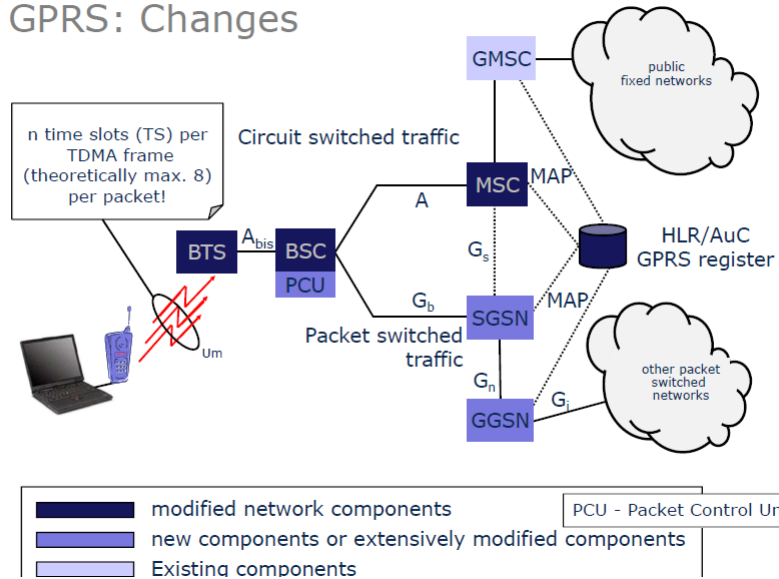 GPRS: Changes
GMSC
public
fixed networks
n time slots (TS) per
TDMA frame
(theoretically max. 8)
per packet!
Circuit switched traffic
MSC
MAP
A
BTS
Abis
BSC
PCU
Gs
HLR/AuC
GPRS register
Gb
SGSN
MAP
Packet switched
traffic
Um
other packet
switched
networks
Gn
GGSN
Gi
modified network components
PCU - Packet Control Un
new components or extensively modified components
Existing components